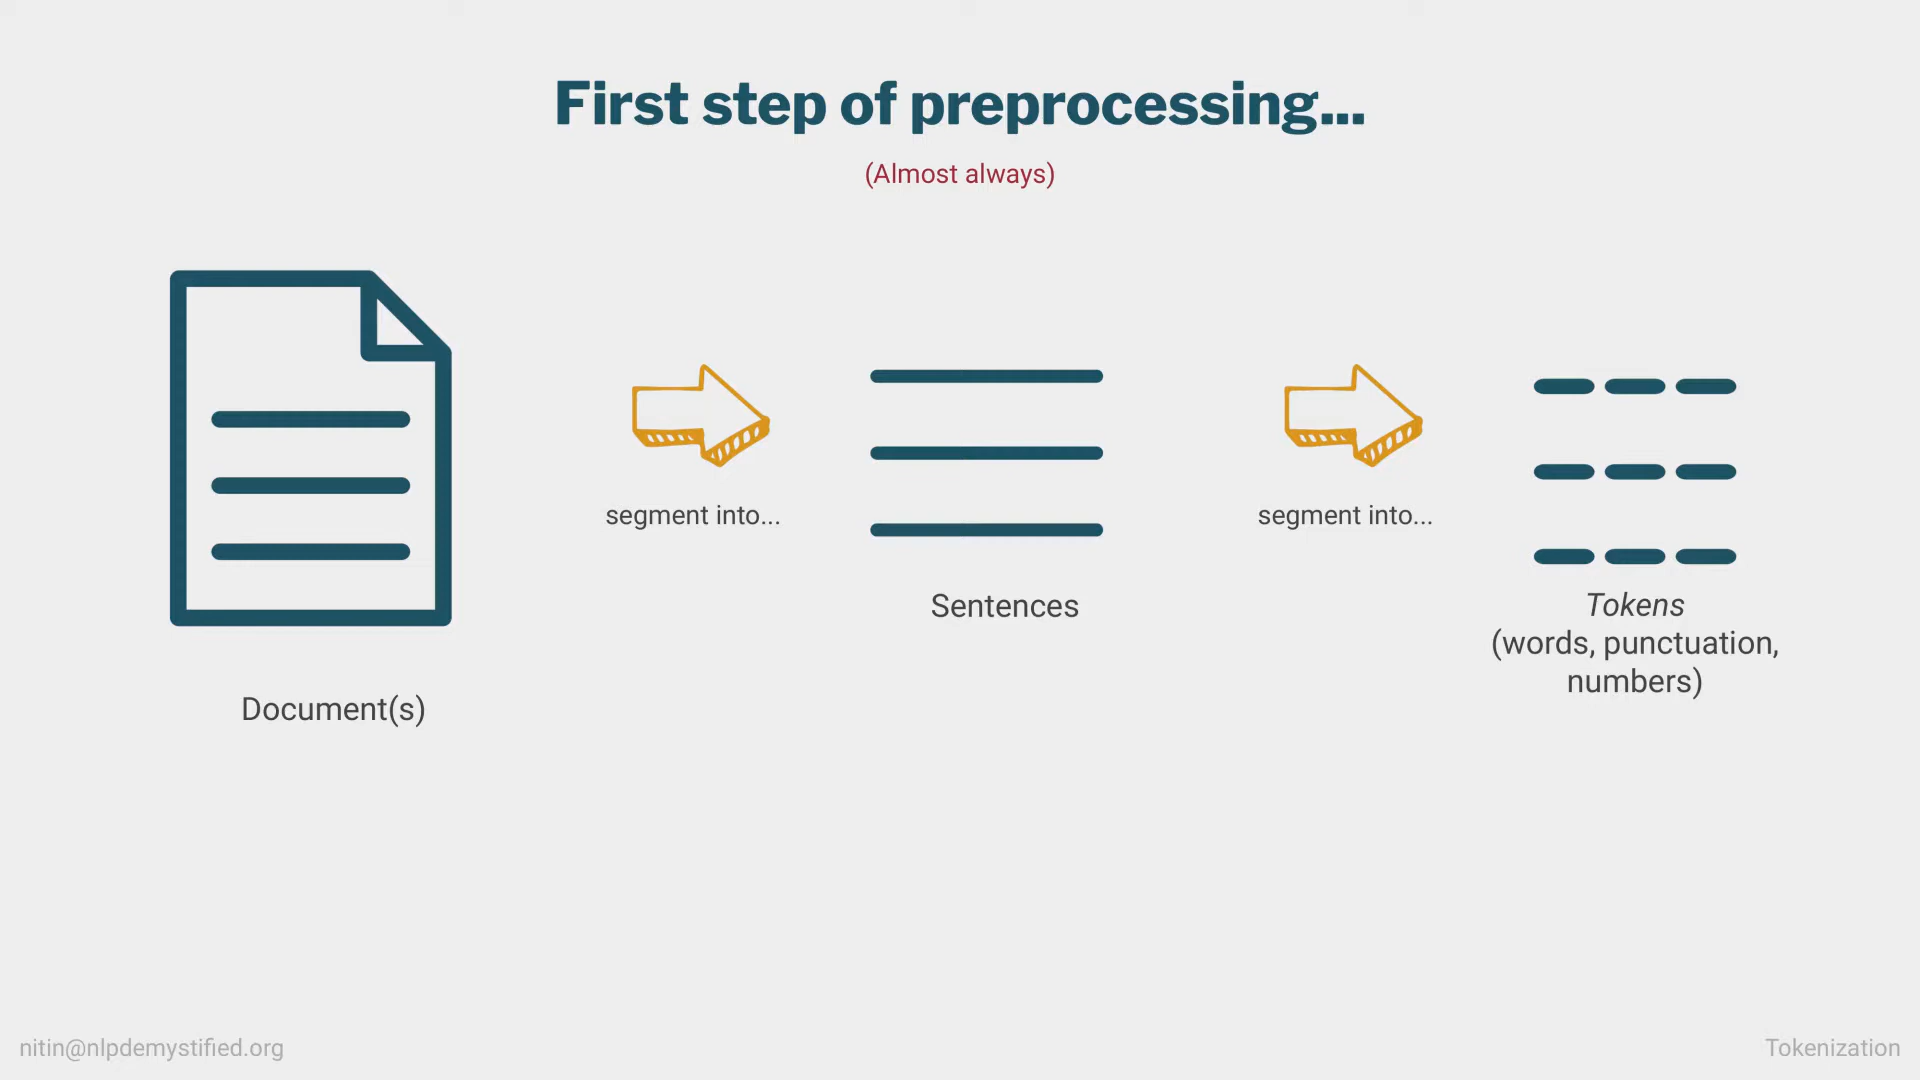 First step of preprocessing...
(Almost always)
segment into...
segment into...
Sentences
Tokens
(words, punctuation,
numbers)
Document(s)
nitin@nlpdemystified.org
Tokenization